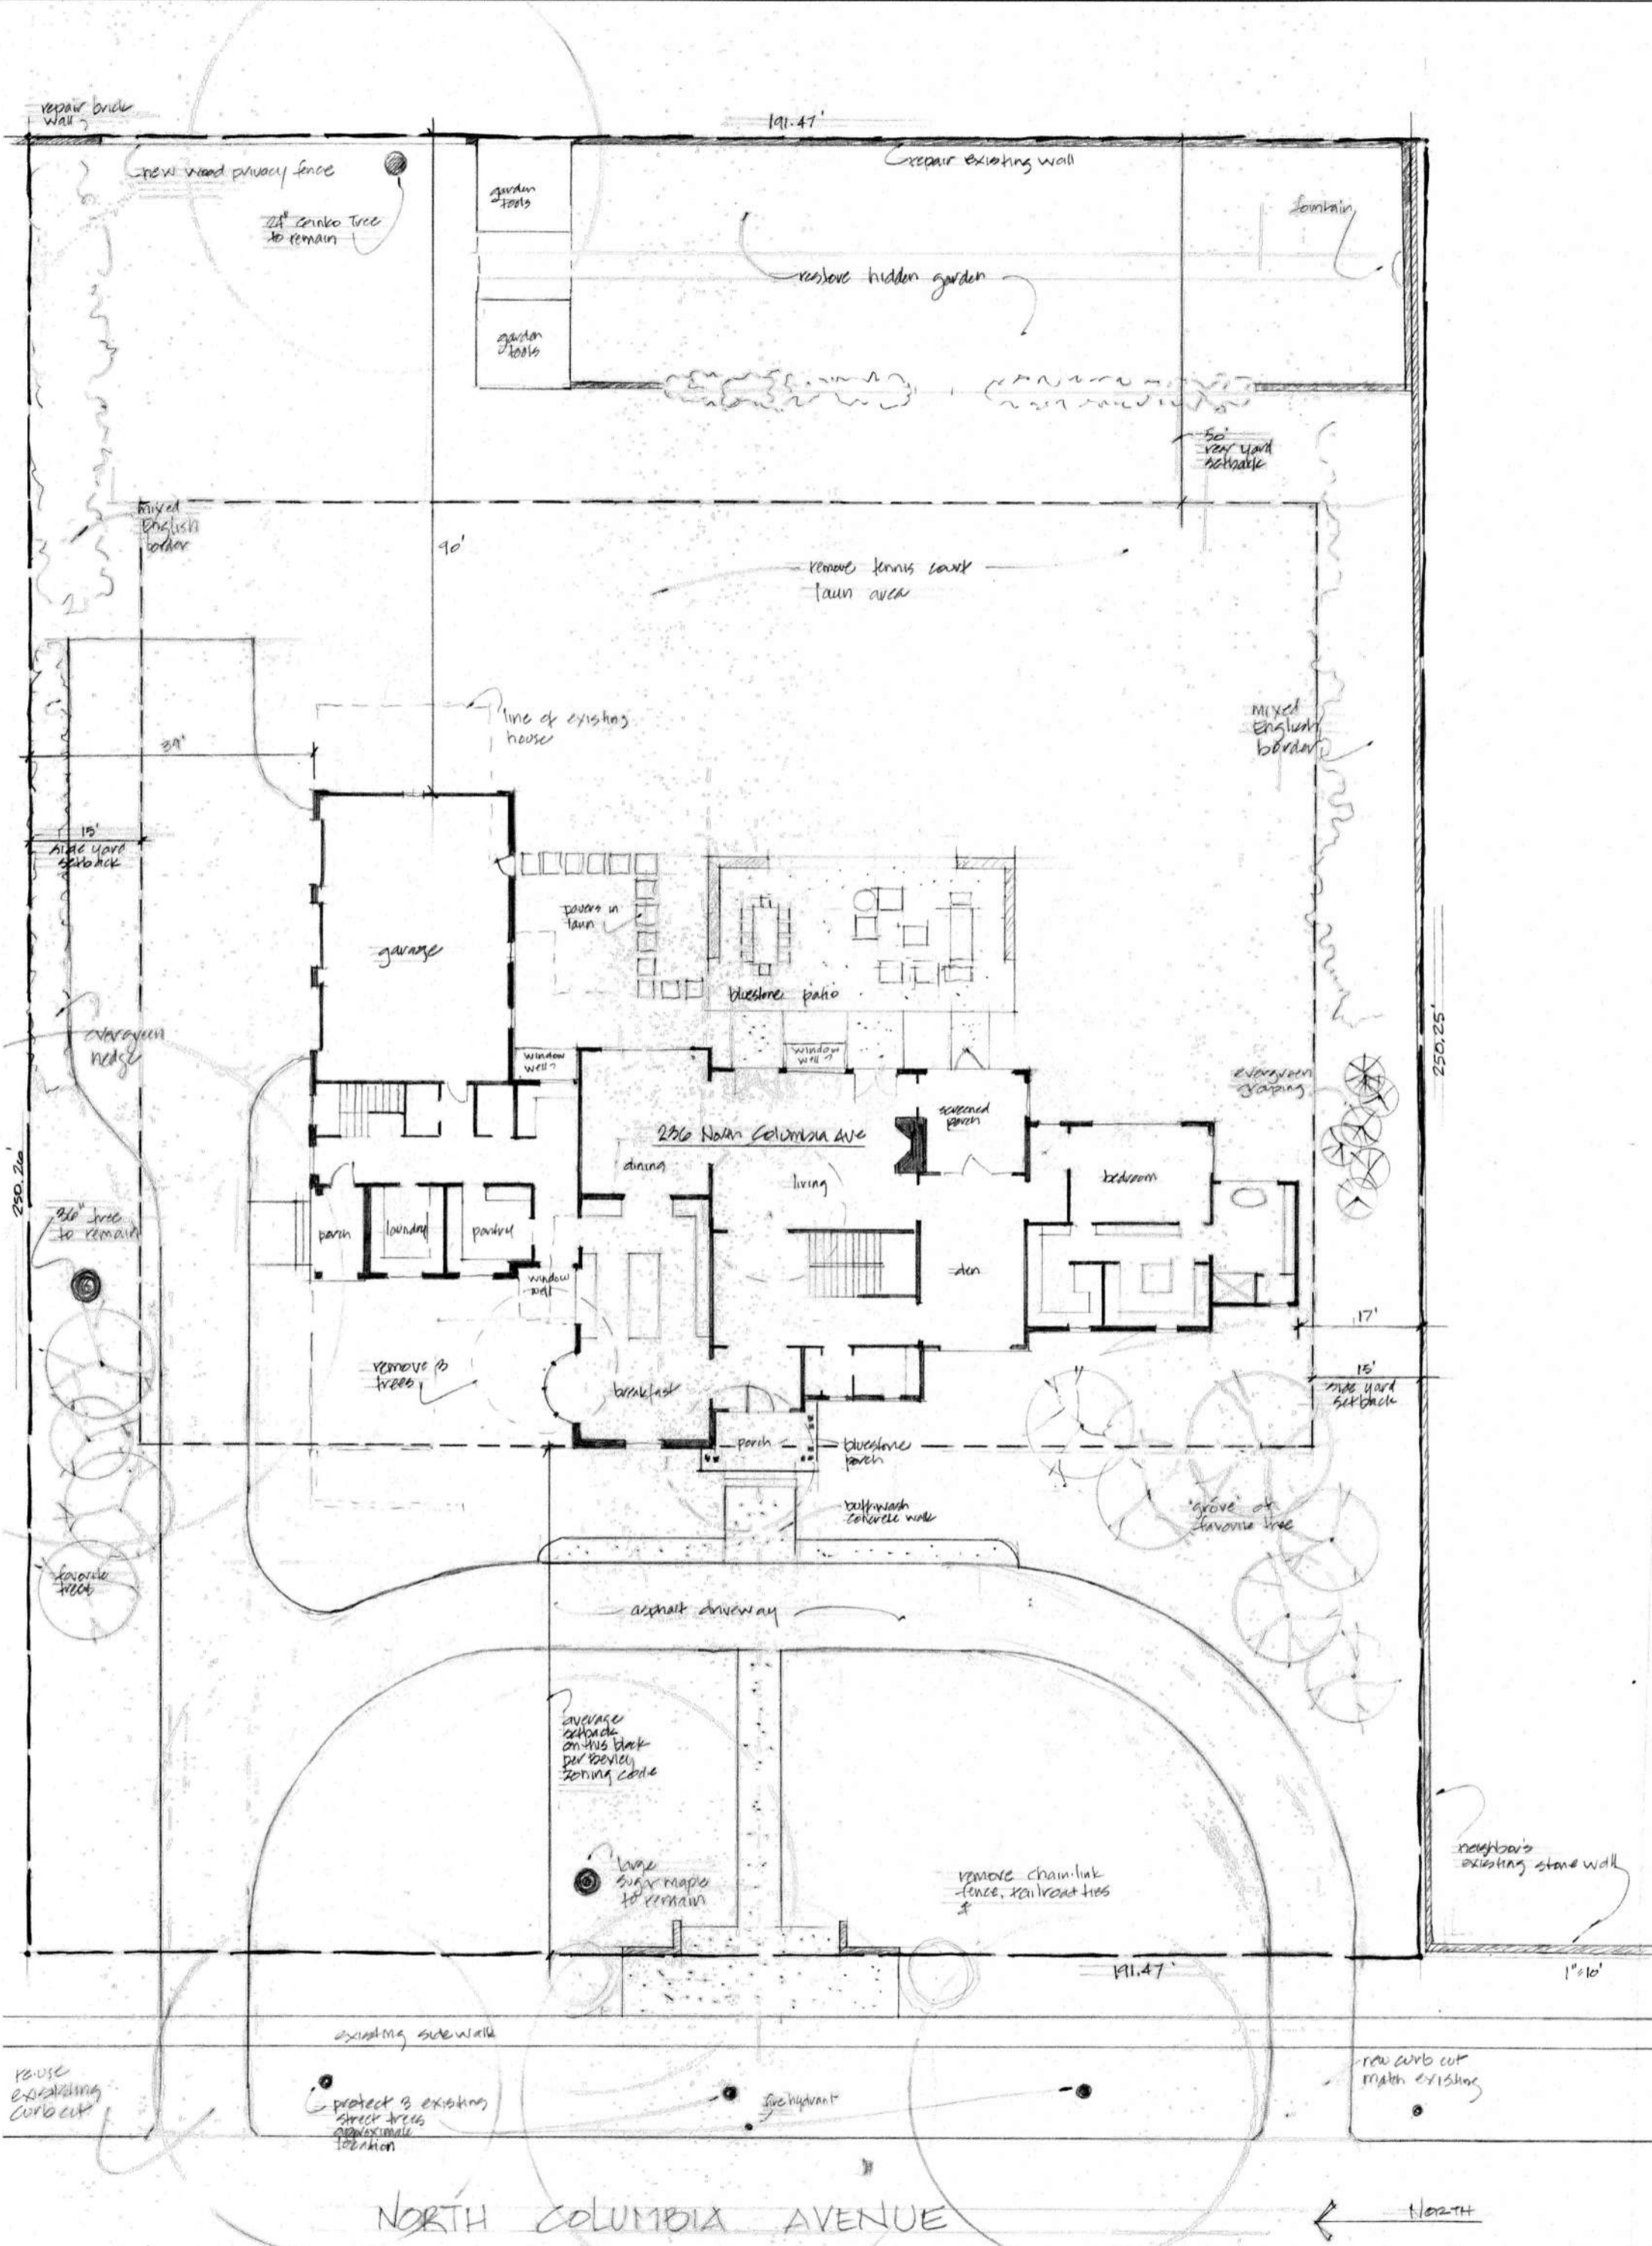 repair brick
wall
191.47'
new wood privacy fence
repair existing wall
garden
tools
fountain
24" Ginko Tree
to remain
restore hidden garden
garden
tools
50'
rear yard
setback
mixed
English
border
90'
remove tennis court
lawn area
line of existing
house
mixed
English
border
39'
15'
side yard
setback
pavers in
lawn
garage
bluestone patio
evergreen
hedge
250.25'
window
well
window
well
evergreen
grouping
screened
porch
236 North Columbia Ave
dining
living
bedroom
250.26'
36" tree
to remain
porch
laundry
pantry
window
well
den
17'
remove 3
trees
breakfast
15'
side yard
setback
porch
bluestone
porch
buff-wash
concrete walk
'grove' of
favorite tree
favorite
trees
asphalt driveway
average
setback
on this block
per Bexley
zoning code
neighbor's
existing stone wall
large
sugar maple
to remain
remove chain-link
fence, railroad ties
&
191.47'
1"=10'
existing sidewalk
re-use
existing
curb cut
new curb cut
match existing
protect 3 existing
street trees
approximate
location
fire hydrant
NORTH COLUMBIA AVENUE
NORTH